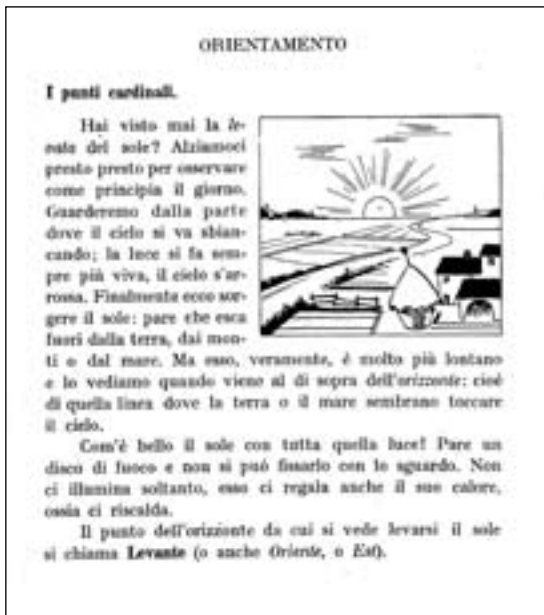 ORIENTAMENTO
I punti cardinali.
Hai visto mai la le-
vata del sole? Alziamoci
presto presto per osservare
come principia il giorno.
Guarderemo dalla parte
dove il cielo si va sbian-
cando; la luce si fa sem-
pre più viva, il cielo s'ar-
rossa. Finalmente ecco sor-
gere il sole: pare che esca
fuori dalla terra, dai mon-
ti o dal mare. Ma esso, veramente, è molto più lontano
e lo vediamo quando viene al di sopra dell'orizzonte: cioè
di quella linea dove la terra o il mare sembrano toccare
il cielo.
Com'è bello il sole con tutta quella luce! Pare un
disco di fuoco e non si può fissarlo con lo sguardo. Non
ci illumina soltanto, esso ci regala anche il suo calore,
ossia ci riscalda.
Il punto dell'orizzonte da cui si vede levarsi il sole
si chiama Levante (o anche Oriente, o Est).